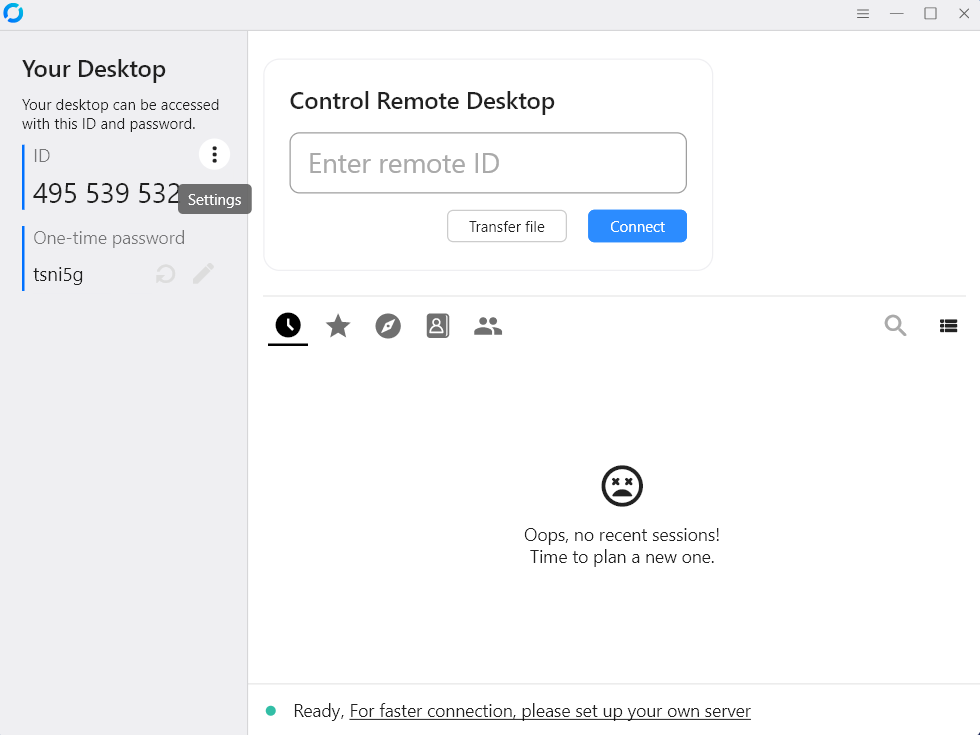 Your Desktop
Your desktop can be accessed
with this ID and password.
ID
495 539 532
Settings
One-time password
tsni5g
Control Remote Desktop
Enter remote ID
Transfer file
Connect
Oops, no recent sessions!
Time to plan a new one.
Ready, For faster connection, please set up your own server